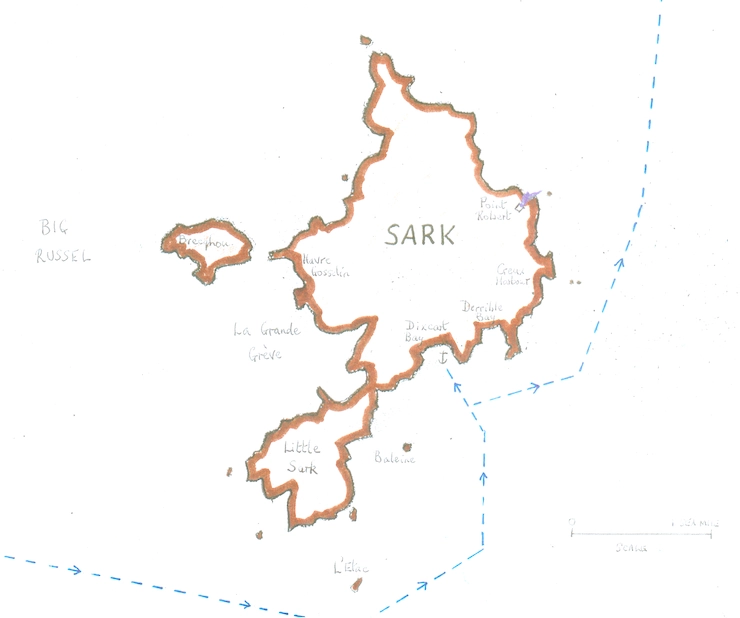 BIG
RUSSEL
Brecqhou
SARK
Point
Robert
Havre
Gosselin
Creux
Harbour
Derrible
Bay
Dixcart
Bay
La Grande
Grève
Little
Sark
Baleine
L'Etac
0
1 SEA MILE
SCALE